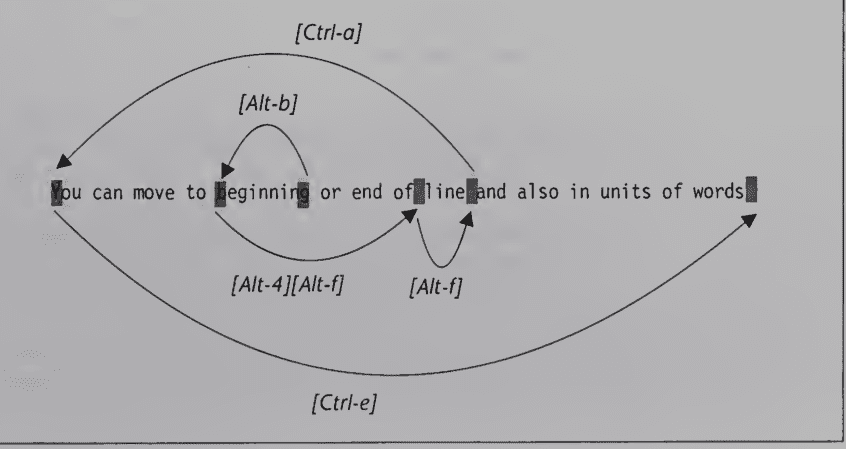 [Ctrl-a]
[Alt-b]
You can move to beginning or end of line and also in units of words
[Alt-4][Alt-f]
[Alt-f]
[Ctrl-e]